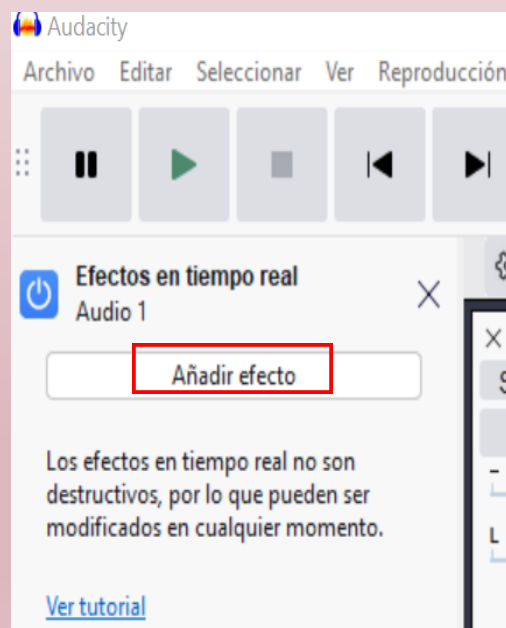 Audacity
Archivo Editar Seleccionar Ver Reproducción
Efectos en tiempo real
Audio 1
Añadir efecto
Los efectos en tiempo real no son
destructivos, por lo que pueden ser
modificados en cualquier momento.
Ver tutorial
L